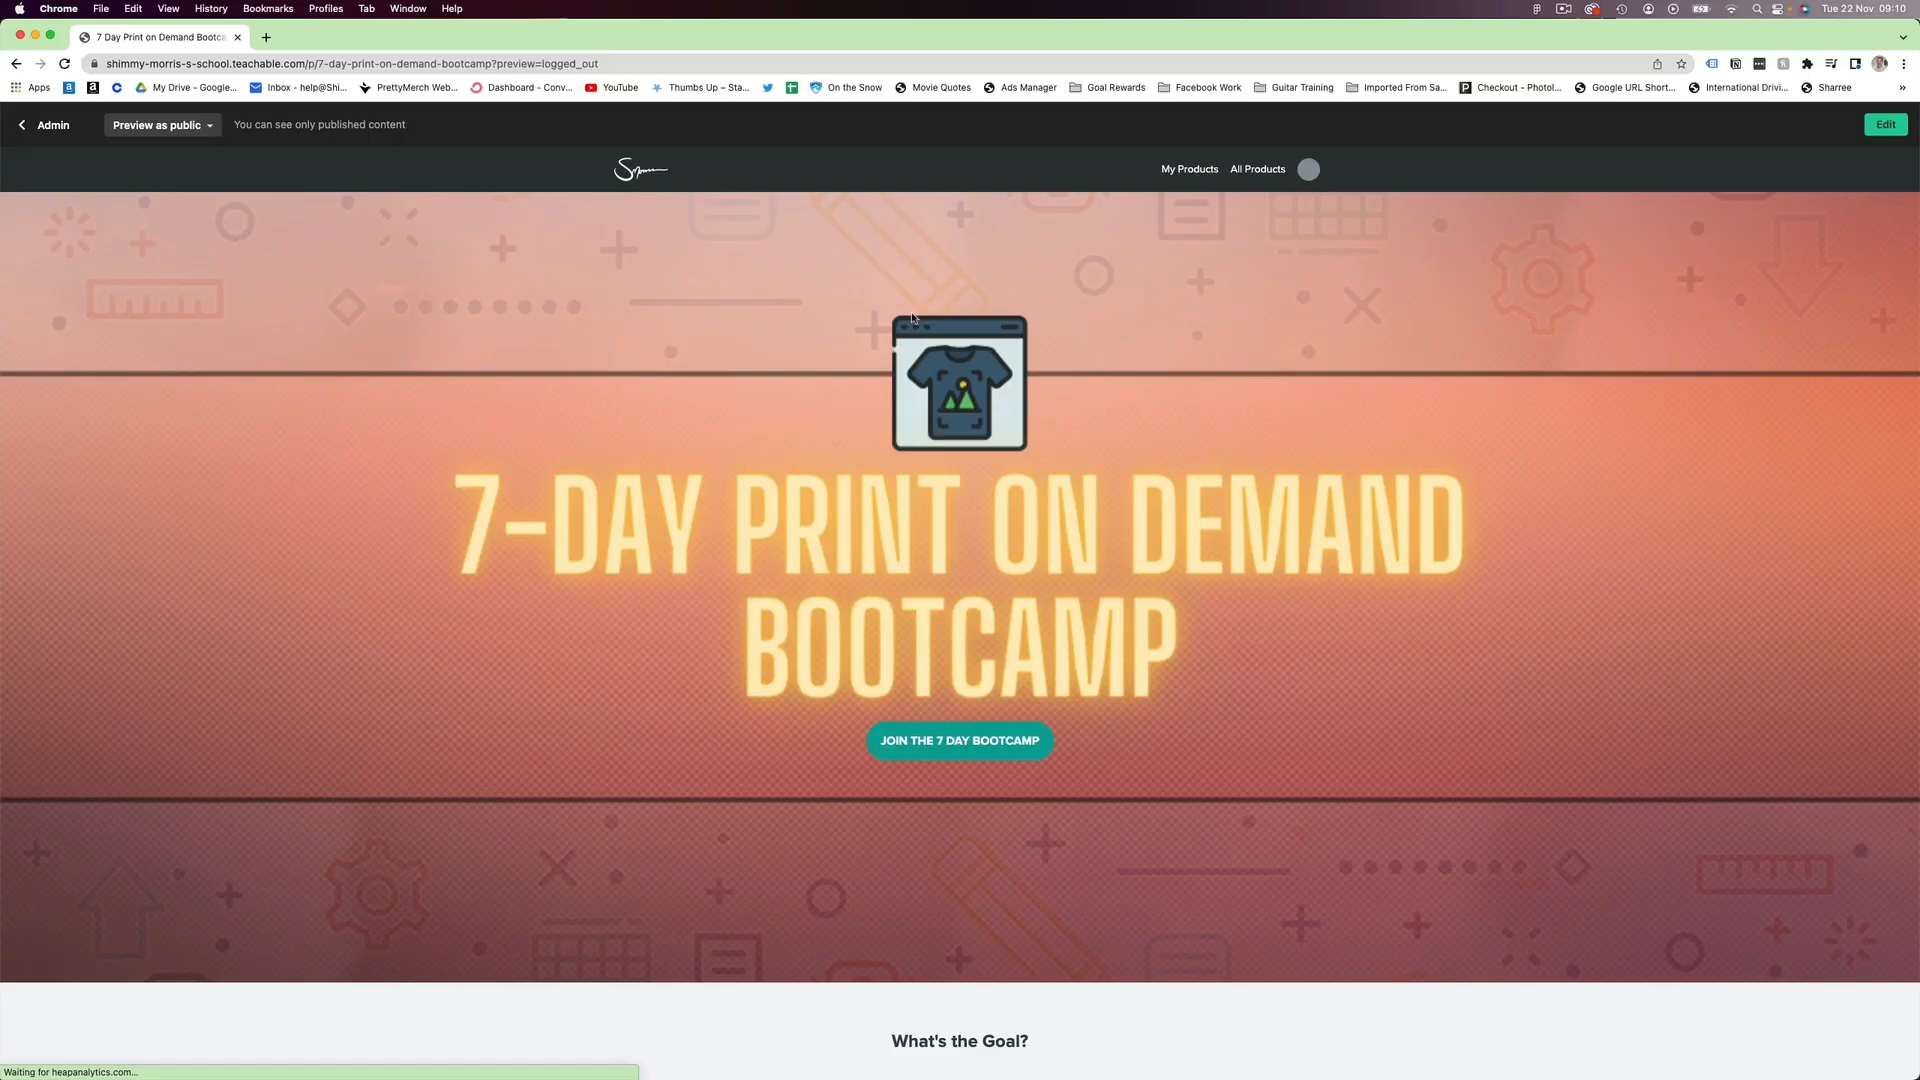 Chrome File Edit View History Bookmarks Profiles Tab Window Help Tue 22 Nov 09:10
7 Day Print on Demand Bootca
shimmy-morris-s-school.teachable.com/p/7-day-print-on-demand-bootcamp?preview=logged_out
Apps My Drive - Google... Inbox - help@Shi... PrettyMerch Web... Dashboard - Conv... YouTube Thumbs Up – Sta... On the Snow Movie Quotes Ads Manager Goal Rewards Facebook Work Guitar Training Imported From Sa... Checkout - Photol... Google URL Short... International Drivi... Sharree »
Admin Preview as public You can see only published content Edit
My Products All Products
7-DAY PRINT ON DEMAND
BOOTCAMP
JOIN THE 7 DAY BOOTCAMP
What's the Goal?
Waiting for heapanalytics.com...